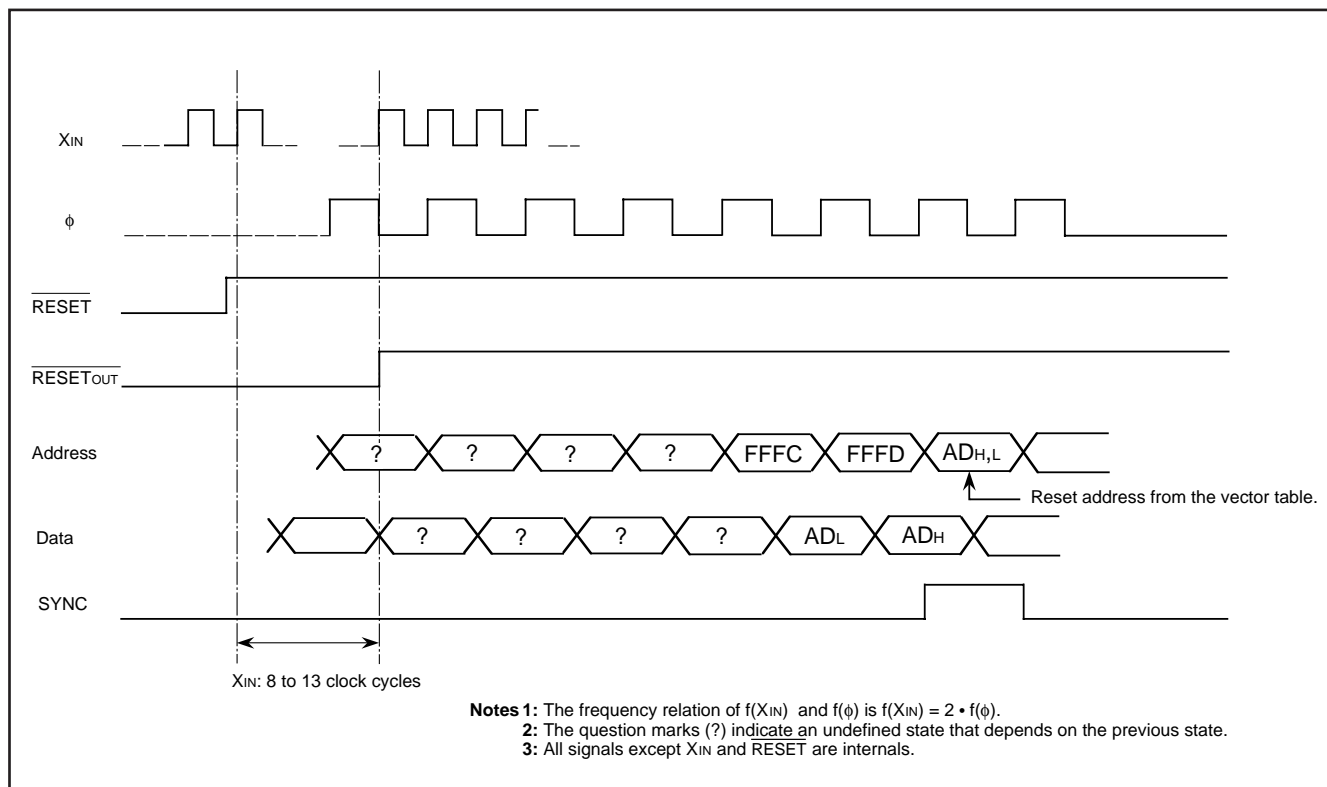 XIN
ϕ
RESET
RESETOUT
Address
? ? ? ? FFFC FFFD ADH,L
Reset address from the vector table.
Data
? ? ? ? ADL ADH
SYNC
XIN: 8 to 13 clock cycles
Notes 1: The frequency relation of f(XIN) and f(ϕ) is f(XIN) = 2 • f(ϕ).
2: The question marks (?) indicate an undefined state that depends on the previous state.
3: All signals except XIN and RESET are internals.